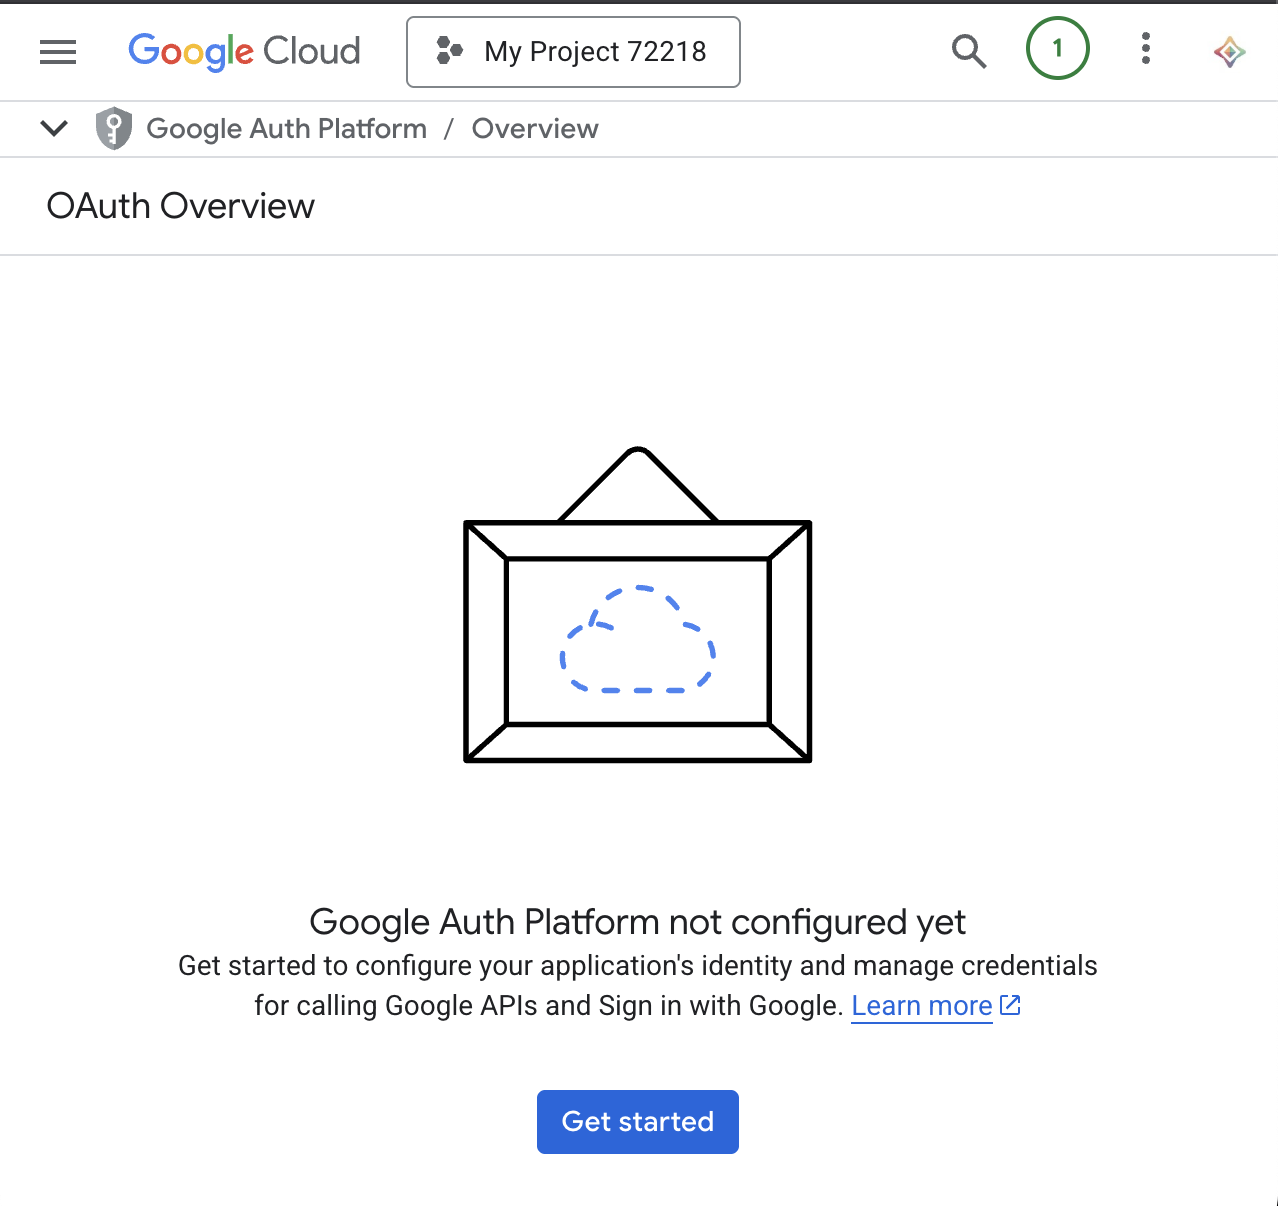 Google Cloud
My Project 72218
1
Google Auth Platform / Overview
OAuth Overview
Google Auth Platform not configured yet
Get started to configure your application's identity and manage credentials
for calling Google APIs and Sign in with Google. Learn more
Get started